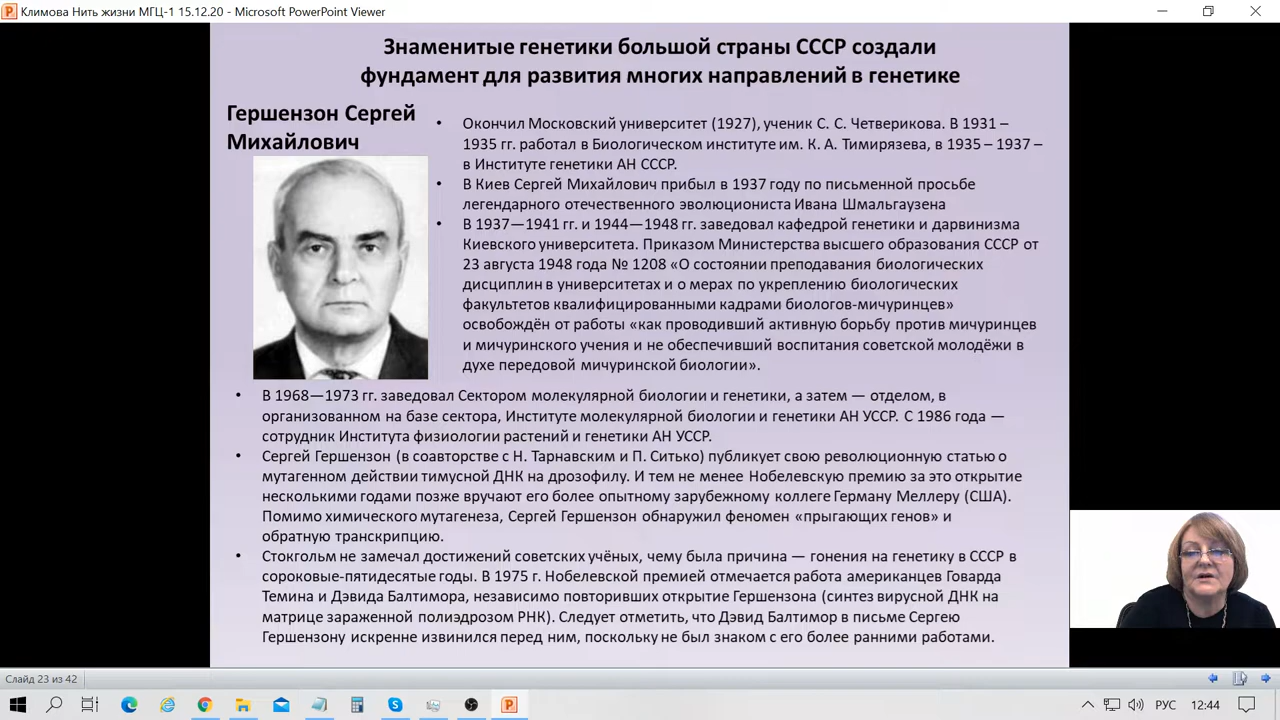 Климова Нить жизни МГЦ-1 15.12.20 - Microsoft PowerPoint Viewer
Знаменитые генетики большой страны СССР создали
фундамент для развития многих направлений в генетике
Гершензон Сергей
Михайлович
• Окончил Московский университет (1927), ученик С. С. Четверикова. В 1931 –
1935 гг. работал в Биологическом институте им. К. А. Тимирязева, в 1935 – 1937 –
в Институте генетики АН СССР.
• В Киев Сергей Михайлович прибыл в 1937 году по письменной просьбе
легендарного отечественного эволюциониста Ивана Шмальгаузена
• В 1937—1941 гг. и 1944—1948 гг. заведовал кафедрой генетики и дарвинизма
Киевского университета. Приказом Министерства высшего образования СССР от
23 августа 1948 года № 1208 «О состоянии преподавания биологических
дисциплин в университетах и о мерах по укреплению биологических
факультетов квалифицированными кадрами биологов-мичуринцев»
освобождён от работы «как проводивший активную борьбу против мичуринцев
и мичуринского учения и не обеспечивший воспитания советской молодёжи в
духе передовой мичуринской биологии».
• В 1968—1973 гг. заведовал Сектором молекулярной биологии и генетики, а затем — отделом, в
организованном на базе сектора, Институте молекулярной биологии и генетики АН УССР. С 1986 года —
сотрудник Института физиологии растений и генетики АН УССР.
• Сергей Гершензон (в соавторстве с Н. Тарнавским и П. Ситько) публикует свою революционную статью о
мутагенном действии тимусной ДНК на дрозофилу. И тем не менее Нобелевскую премию за это открытие
несколькими годами позже вручают его более опытному зарубежному коллеге Герману Меллеру (США).
Помимо химического мутагенеза, Сергей Гершензон обнаружил феномен «прыгающих генов» и
обратную транскрипцию.
• Стокгольм не замечал достижений советских учёных, чему была причина — гонения на генетику в СССР в
сороковые-пятидесятые годы. В 1975 г. Нобелевской премией отмечается работа американцев Говарда
Темина и Дэвида Балтимора, независимо повторивших открытие Гершензона (синтез вирусной ДНК на
матрице зараженной полиэдрозом РНК). Следует отметить, что Дэвид Балтимор в письме Сергею
Гершензону искренне извинился перед ним, поскольку не был знаком с его более ранними работами.
Слайд 23 из 42
РУС 12:44